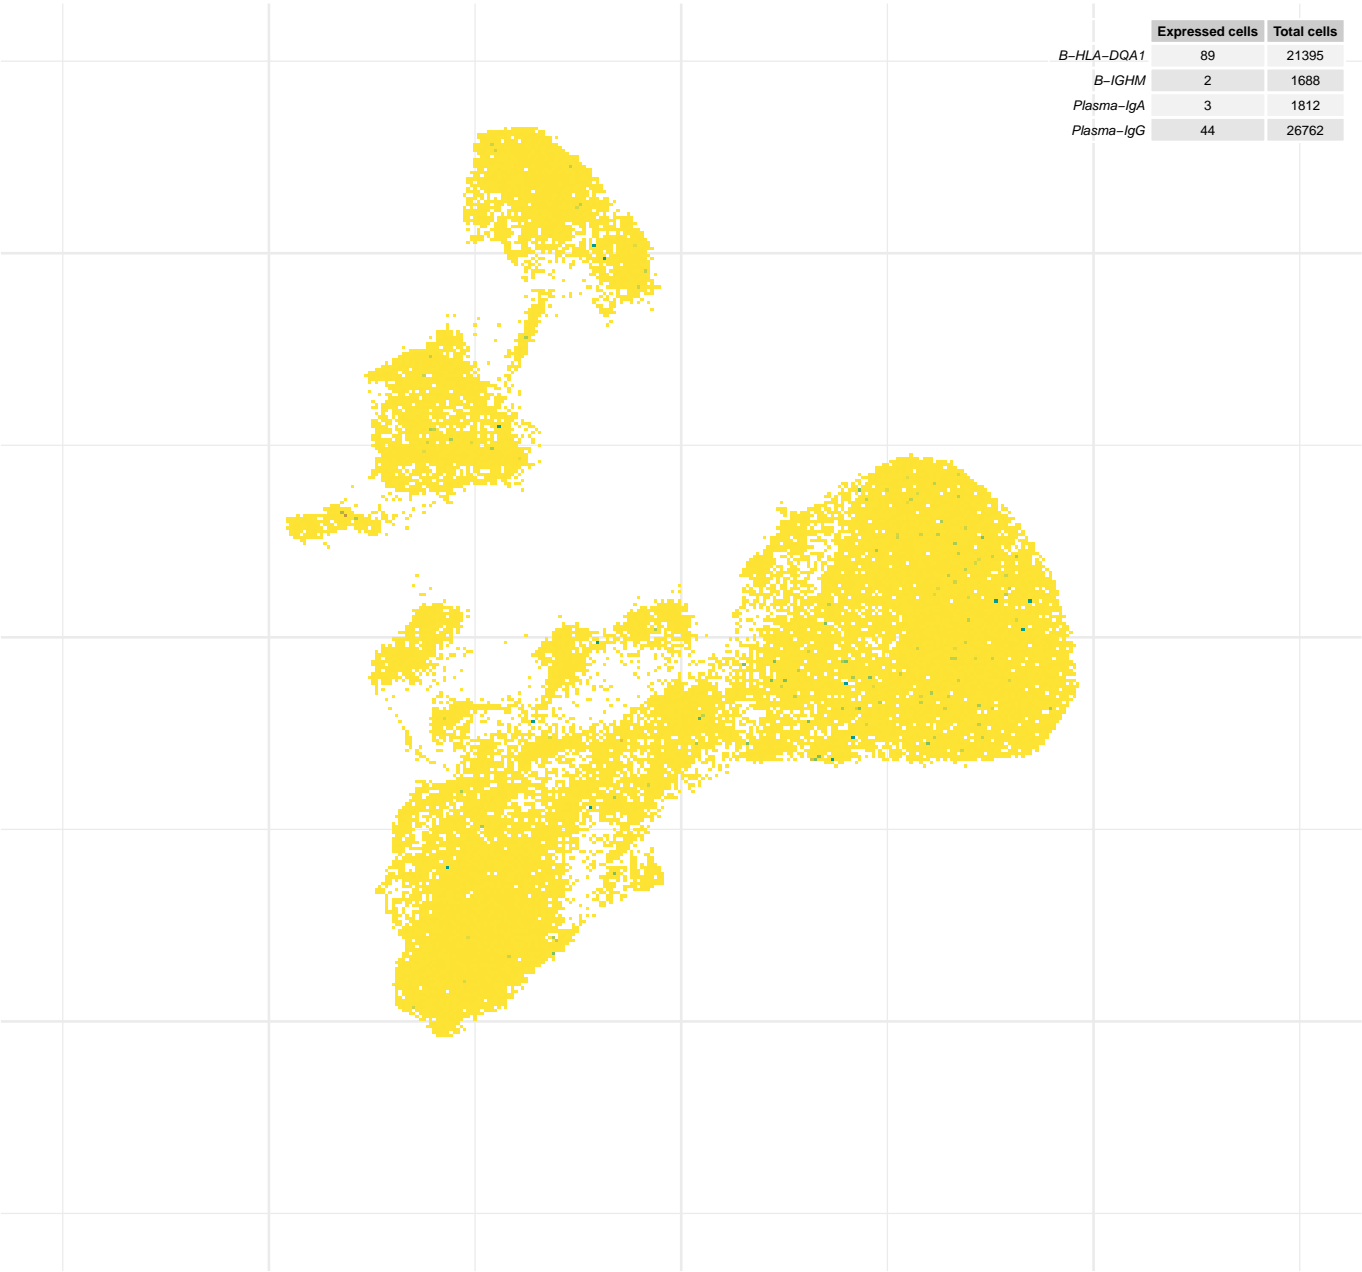 Expressed cells Total cells
B−HLA−DQA1 89 21395
B−IGHM 2 1688
Plasma−IgA 3 1812
Plasma−IgG 44 26762